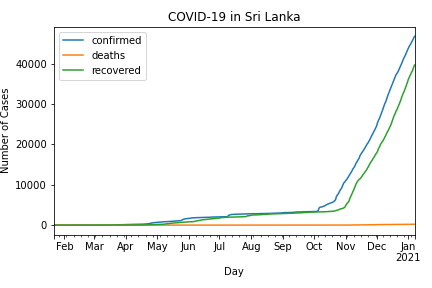 COVID-19 in Sri Lanka
confirmed
deaths
recovered
Number of Cases
40000
30000
20000
10000
0
Feb Mar Apr May Jun Jul Aug Sep Oct Nov Dec Jan
2021
Day